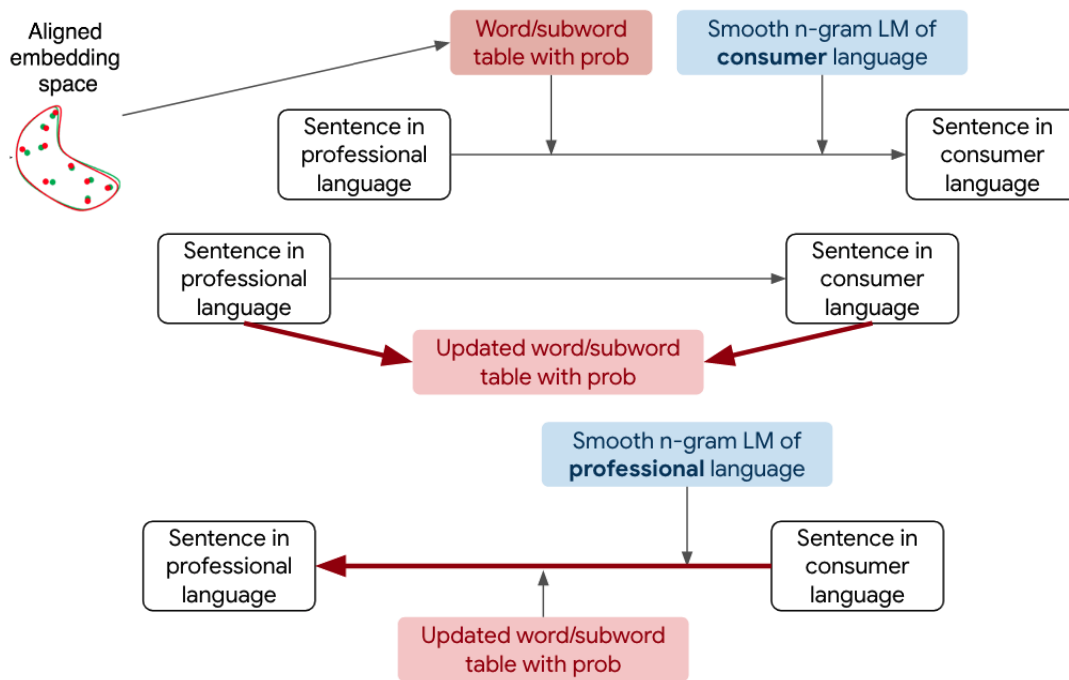 Aligned
embedding
space
Word/subword
table with prob
Smooth n-gram LM of
consumer language
Sentence in
professional
language
Sentence in
consumer
language
Sentence in
professional
language
Sentence in
consumer
language
Updated word/subword
table with prob
Smooth n-gram LM of
professional language
Sentence in
professional
language
Sentence in
consumer
language
Updated word/subword
table with prob